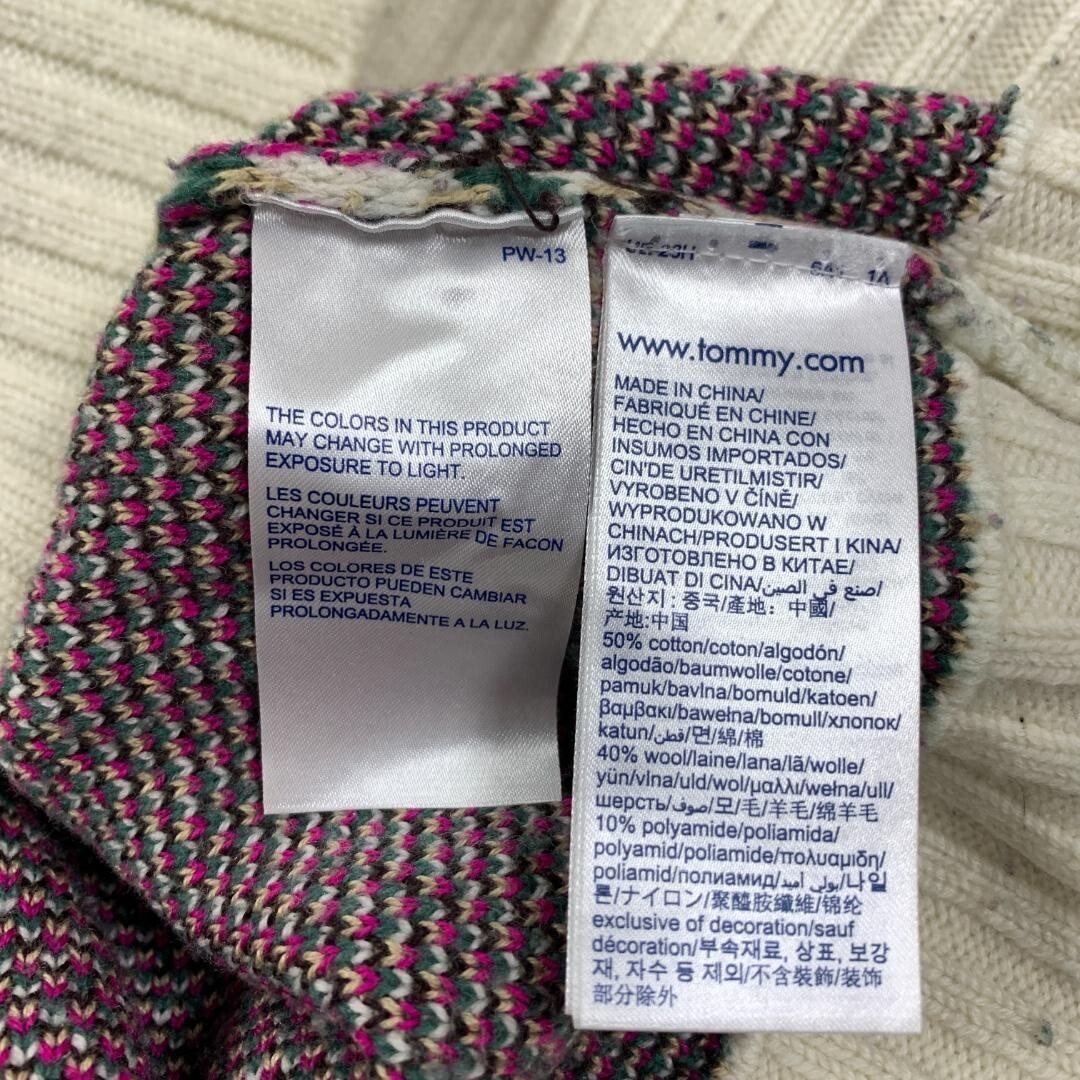 PW-13
THE COLORS IN THIS PRODUCT
MAY CHANGE WITH PROLONGED
EXPOSURE TO LIGHT.
LES COULEURS PEUVENT
CHANGER SI CE PRODUIT EST
EXPOSÉ À LA LUMIÈRE DE FACON
PROLONGÉE.
LOS COLORES DE ESTE
PRODUCTO PUEDEN CAMBIAR
SI ES EXPUESTA
PROLONGADAMENTE A LA LUZ.
1A
www.tommy.com
MADE IN CHINA/
FABRIQUÉ EN CHINE/
HECHO EN CHINA CON
INSUMOS IMPORTADOS/
CIN'DE URETILMISTIR/
VYROBENO V ČÍNĚ/
WYPRODUKOWANO W
CHINACH/PRODUSERT I KINA/
ИЗГОТОВЛЕНО В КИТАЕ/
DIBUAT DI CINA/صنع في الصين/
원산지 : 중국/產地: 中國/
产地:中国
50% cotton/coton/algodón/
algodão/baumwolle/cotone/
pamuk/bavlna/bomuld/katoen/
βαμβακι/bawełna/bomull/хлопок/
katun/قطن/면/綿/棉
40% wool/laine/lana/lã/wolle/
yün/vlna/uld/wol/μαλλι/wełna/ull/
шерсть/صوف/모/毛/羊毛/绵羊毛
10% polyamide/poliamida/
polyamid/poliamide/πολυαμιδη/
poliamid/полиамид/بولي أميد/나일
론/ナイロン/聚醯胺纖維/锦纶
exclusive of decoration/sauf
décoration/부속재료, 상표, 보강
재, 자수 등 제외/不含裝飾/装饰
部分除外